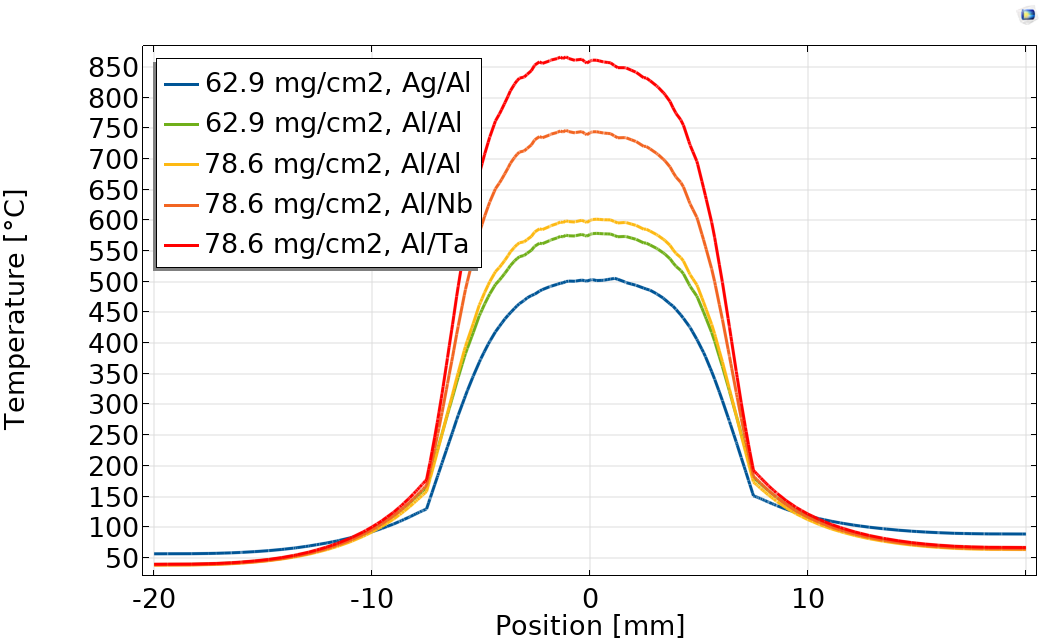 850
800
750
700
650
600
550
500
450
400
350
300
250
200
150
100
50
Temperature [°C]
62.9 mg/cm2, Ag/Al
62.9 mg/cm2, Al/Al
78.6 mg/cm2, Al/Al
78.6 mg/cm2, Al/Nb
78.6 mg/cm2, Al/Ta
-20 -10 0 10
Position [mm]